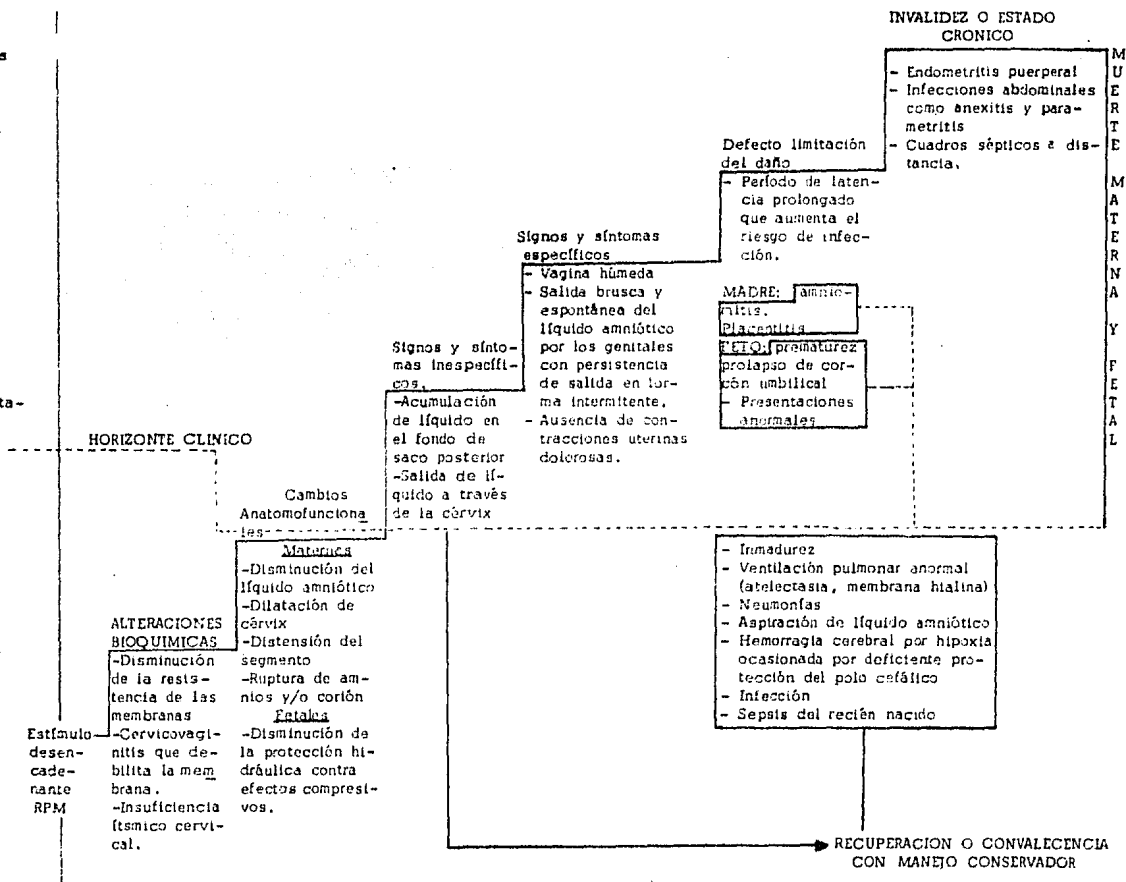 INVALIDEZ O ESTADO
CRONICO
- Endometritis puerperal
- Infecciones abdominales
como anexitis y para-
metritis
- Cuadros sépticos a dis-
tancia.
MUERTE MATERNA Y FETAL
Defecto limitación
del daño
- Período de laten-
cia prolongado
que aumenta el
riesgo de infec-
ción.
MADRE: amnio-
nitis.
Placentitis
FETO: prematurez
prolapso de cor-
cón umbilical
- Presentaciones
anormales
Signos y síntomas
específicos
- Vagina húmeda
- Salida brusca y
espontánea del
líquido amniótico
por los genitales
con persistencia
de salida en for-
ma intermitente.
- Ausencia de con-
tracciones uterinas
dolorosas.
Signos y sínto-
mas inespecífi-
cos.
-Acumulación
de líquido en
el fondo de
saco posterior
-Salida de lí-
quido a través
de la cérvix
s
ta-
HORIZONTE CLINICO
Cambios
Anatomofunciona
les
Maternos
-Disminución del
líquido amniótico
-Dilatación de
cérvix
-Distensión del
segmento
-Ruptura de am-
nios y/o corión
Fetales
-Disminución de
la protección hi-
dráulica contra
efectos compresi-
vos.
ALTERACIONES
BIOQUIMICAS
-Disminución
de la resis-
tencia de las
membranas
-Cervicovagi-
nitis que de-
bilita la mem
brana.
-Insuficiencia
ítsmico cervi-
cal.
Estímulo
desen-
cade-
nante
RPM
- Inmadurez
- Ventilación pulmonar anormal
(atelectasia, membrana hialina)
- Neumonías
- Aspiración de líquido amniótico
- Hemorragia cerebral por hipoxia
ocasionada por deficiente pro-
tección del polo cefálico
- Infección
- Sepsis del recién nacido
RECUPERACION O CONVALECENCIA
CON MANEJO CONSERVADOR